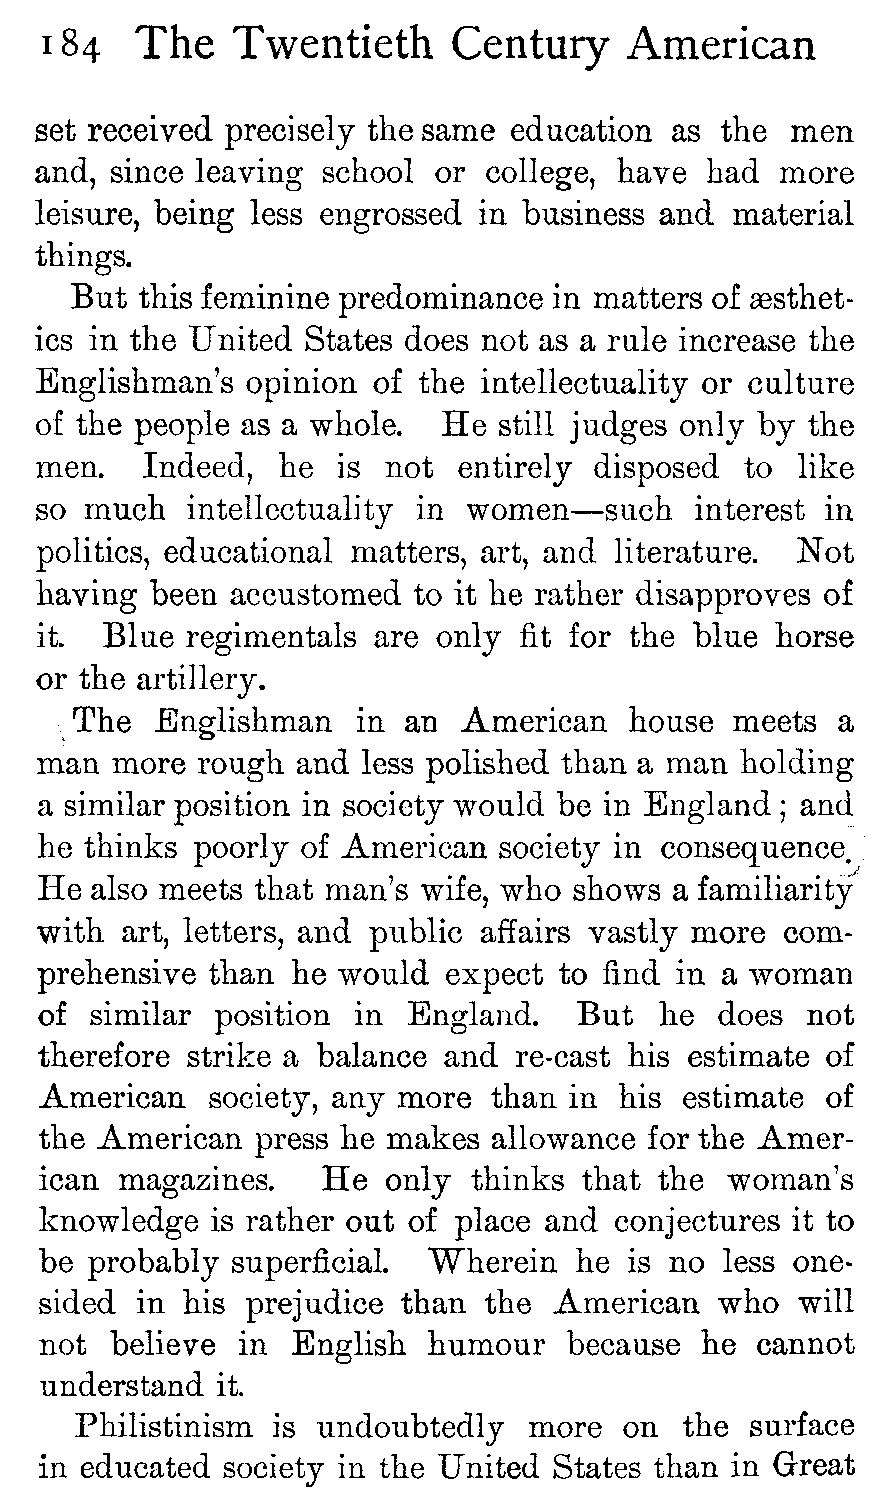 184 The Twentieth Century American
set received precisely the same education as the men
and, since leaving school or college, have had more
leisure, being less engrossed in business and material
things.
But this feminine predominance in matters of æsthet-
ics in the United States does not as a rule increase the
Englishman's opinion of the intellectuality or culture
of the people as a whole. He still judges only by the
men. Indeed, he is not entirely disposed to like
so much intellectuality in women—such interest in
politics, educational matters, art, and literature. Not
having been accustomed to it he rather disapproves of
it. Blue regimentals are only fit for the blue horse
or the artillery.
The Englishman in an American house meets a
man more rough and less polished than a man holding
a similar position in society would be in England; and
he thinks poorly of American society in consequence.
He also meets that man's wife, who shows a familiarity
with art, letters, and public affairs vastly more com-
prehensive than he would expect to find in a woman
of similar position in England. But he does not
therefore strike a balance and re-cast his estimate of
American society, any more than in his estimate of
the American press he makes allowance for the Amer-
ican magazines. He only thinks that the woman's
knowledge is rather out of place and conjectures it to
be probably superficial. Wherein he is no less one-
sided in his prejudice than the American who will
not believe in English humour because he cannot
understand it.
Philistinism is undoubtedly more on the surface
in educated society in the United States than in Great